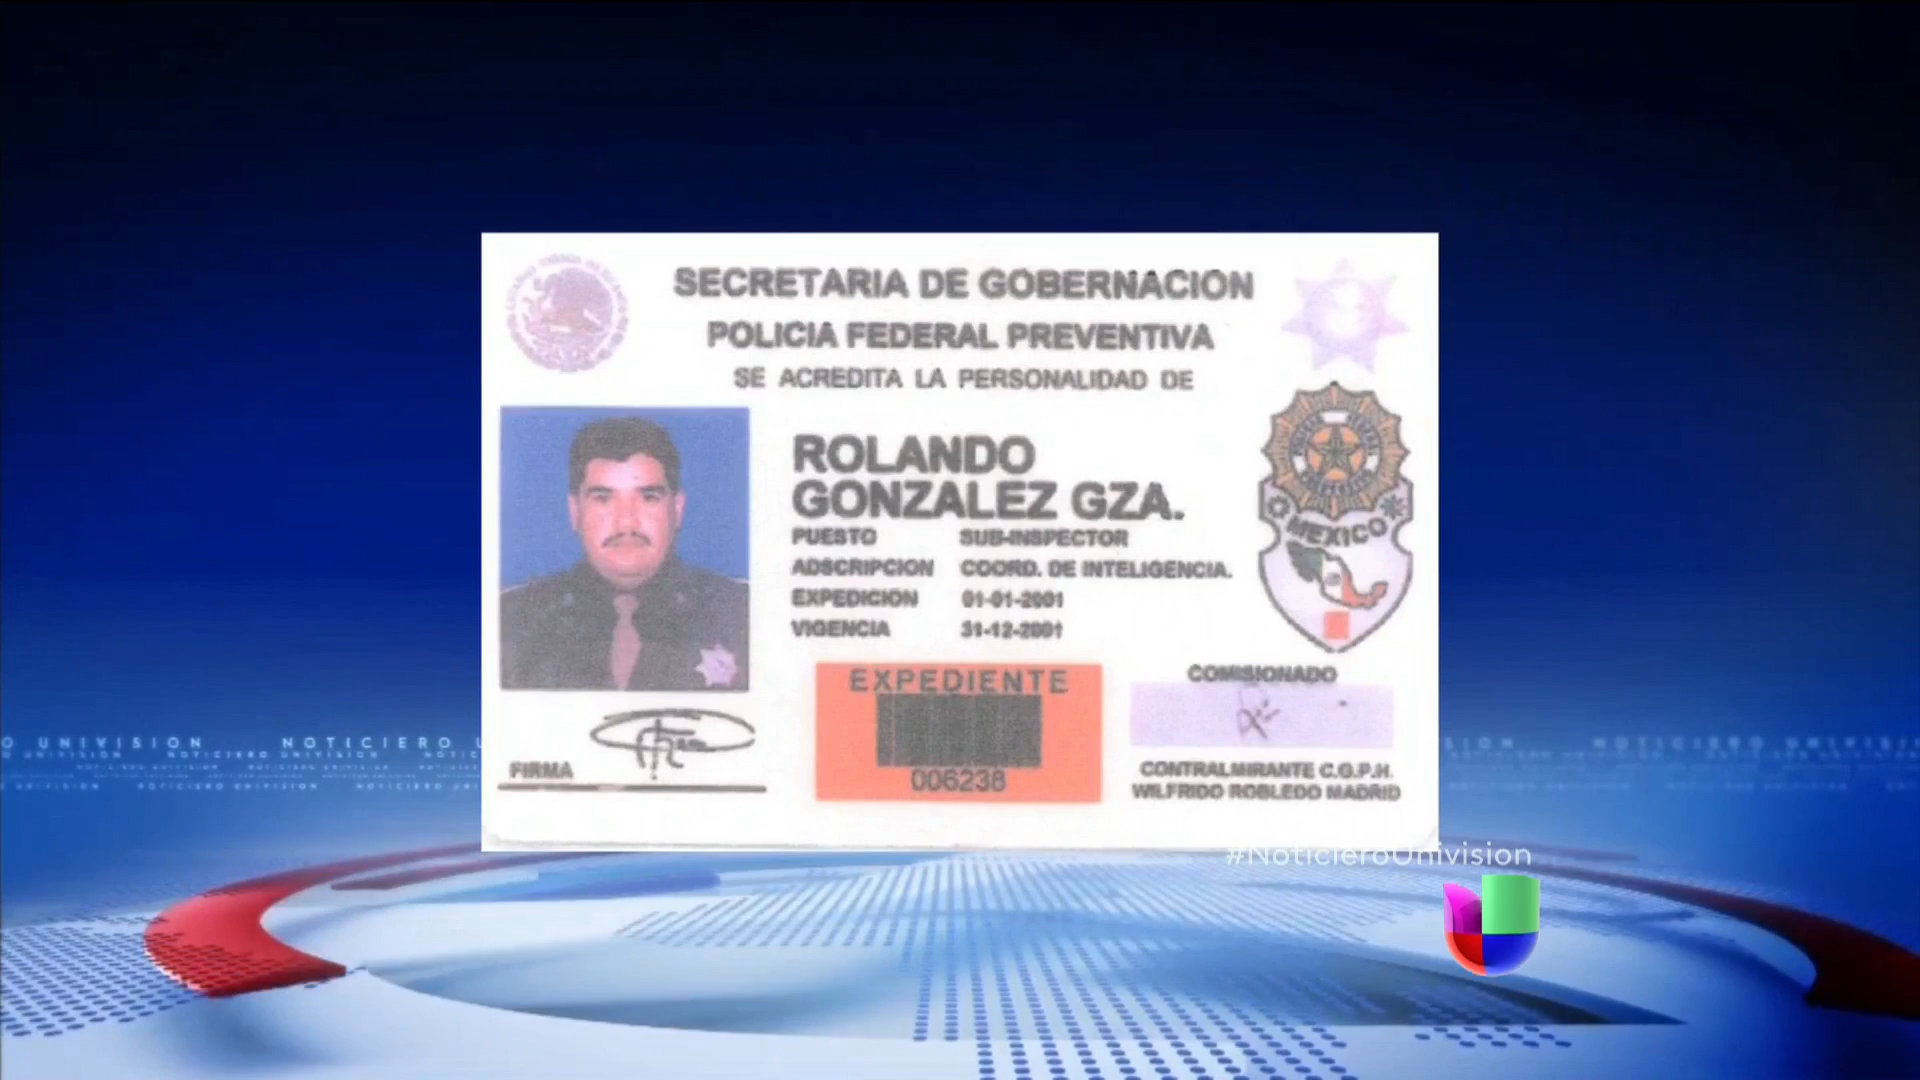 SECRETARIA DE GOBERNACION
POLICIA FEDERAL PREVENTIVA
SE ACREDITA LA PERSONALIDAD DE
ROLANDO
GONZALEZ GZA.
PUESTO SUB-INSPECTOR
ADSCRIPCION COORD. DE INTELIGENCIA.
EXPEDICION 01-01-2001
VIGENCIA 31-12-2001
MEXICO
EXPEDIENTE
006238
COMISIONADO
FIRMA
CONTRALMIRANTE C.G.P.H.
WILFRIDO ROBLEDO MADRID
O UNIVISION NOTICIERO U
#NoticieroUnivision